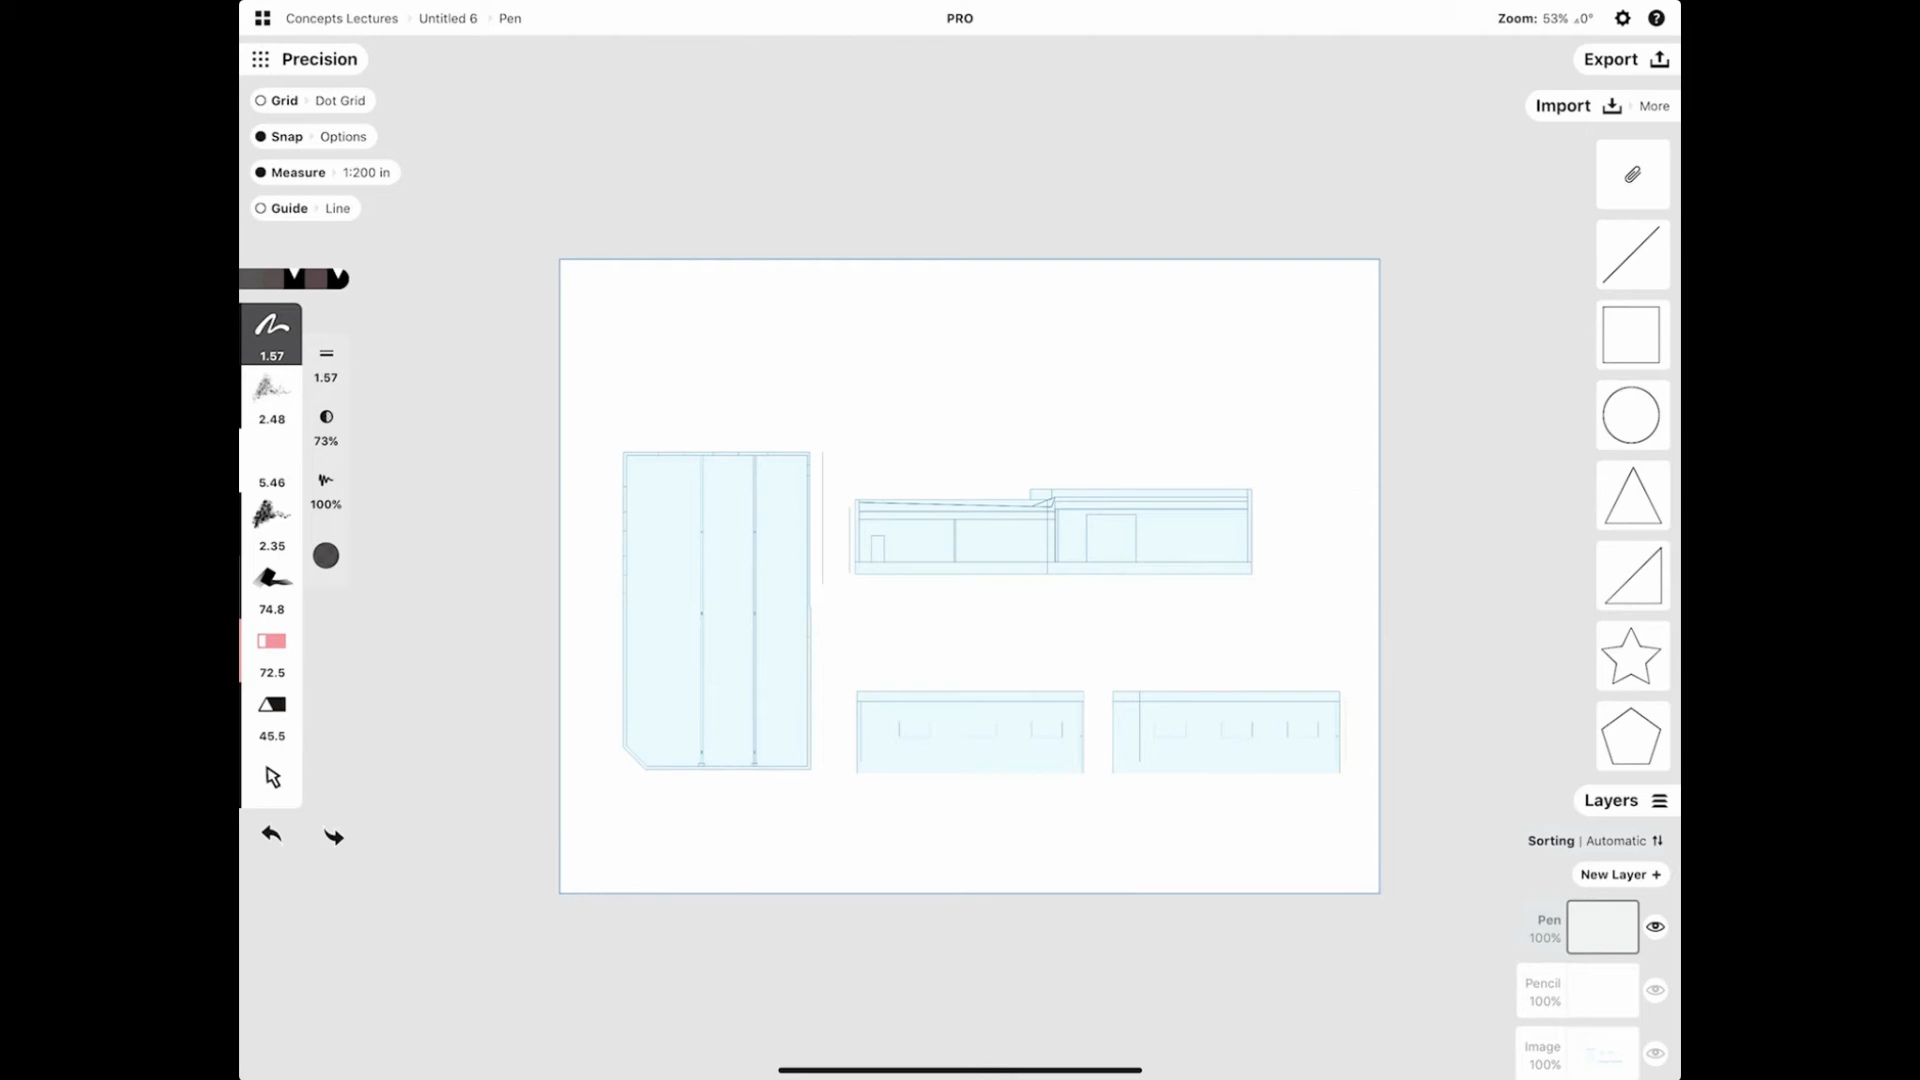 Concepts Lectures Untitled 6 Pen
PRO
Zoom: 53% 0°
Precision
Export
Grid Dot Grid
Import More
Snap Options
Measure 1:200 in
Guide Line
1.57
1.57
2.48
73%
5.46
100%
2.35
74.8
72.5
45.5
Layers
Sorting | Automatic
New Layer +
Pen
100%
Pencil
100%
Image
100%